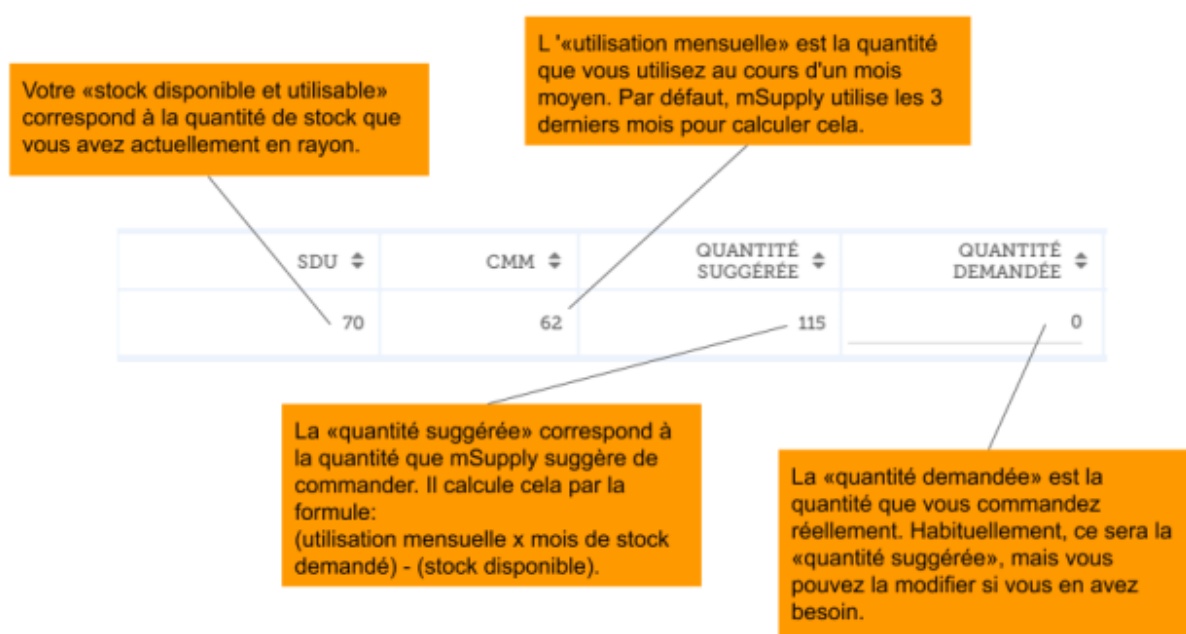 L '«utilisation mensuelle» est la quantité
que vous utilisez au cours d'un mois
moyen. Par défaut, mSupply utilise les 3
derniers mois pour calculer cela.
Votre «stock disponible et utilisable»
correspond à la quantité de stock que
vous avez actuellement en rayon.
SDU CMM QUANTITÉ SUGGÉRÉE QUANTITÉ DEMANDÉE
70 62 115 0
La «quantité suggérée» correspond à
la quantité que mSupply suggère de
commander. Il calcule cela par la
formule:
(utilisation mensuelle x mois de stock
demandé) - (stock disponible).
La «quantité demandée» est la
quantité que vous commandez
réellement. Habituellement, ce sera la
«quantité suggérée», mais vous
pouvez la modifier si vous en avez
besoin.